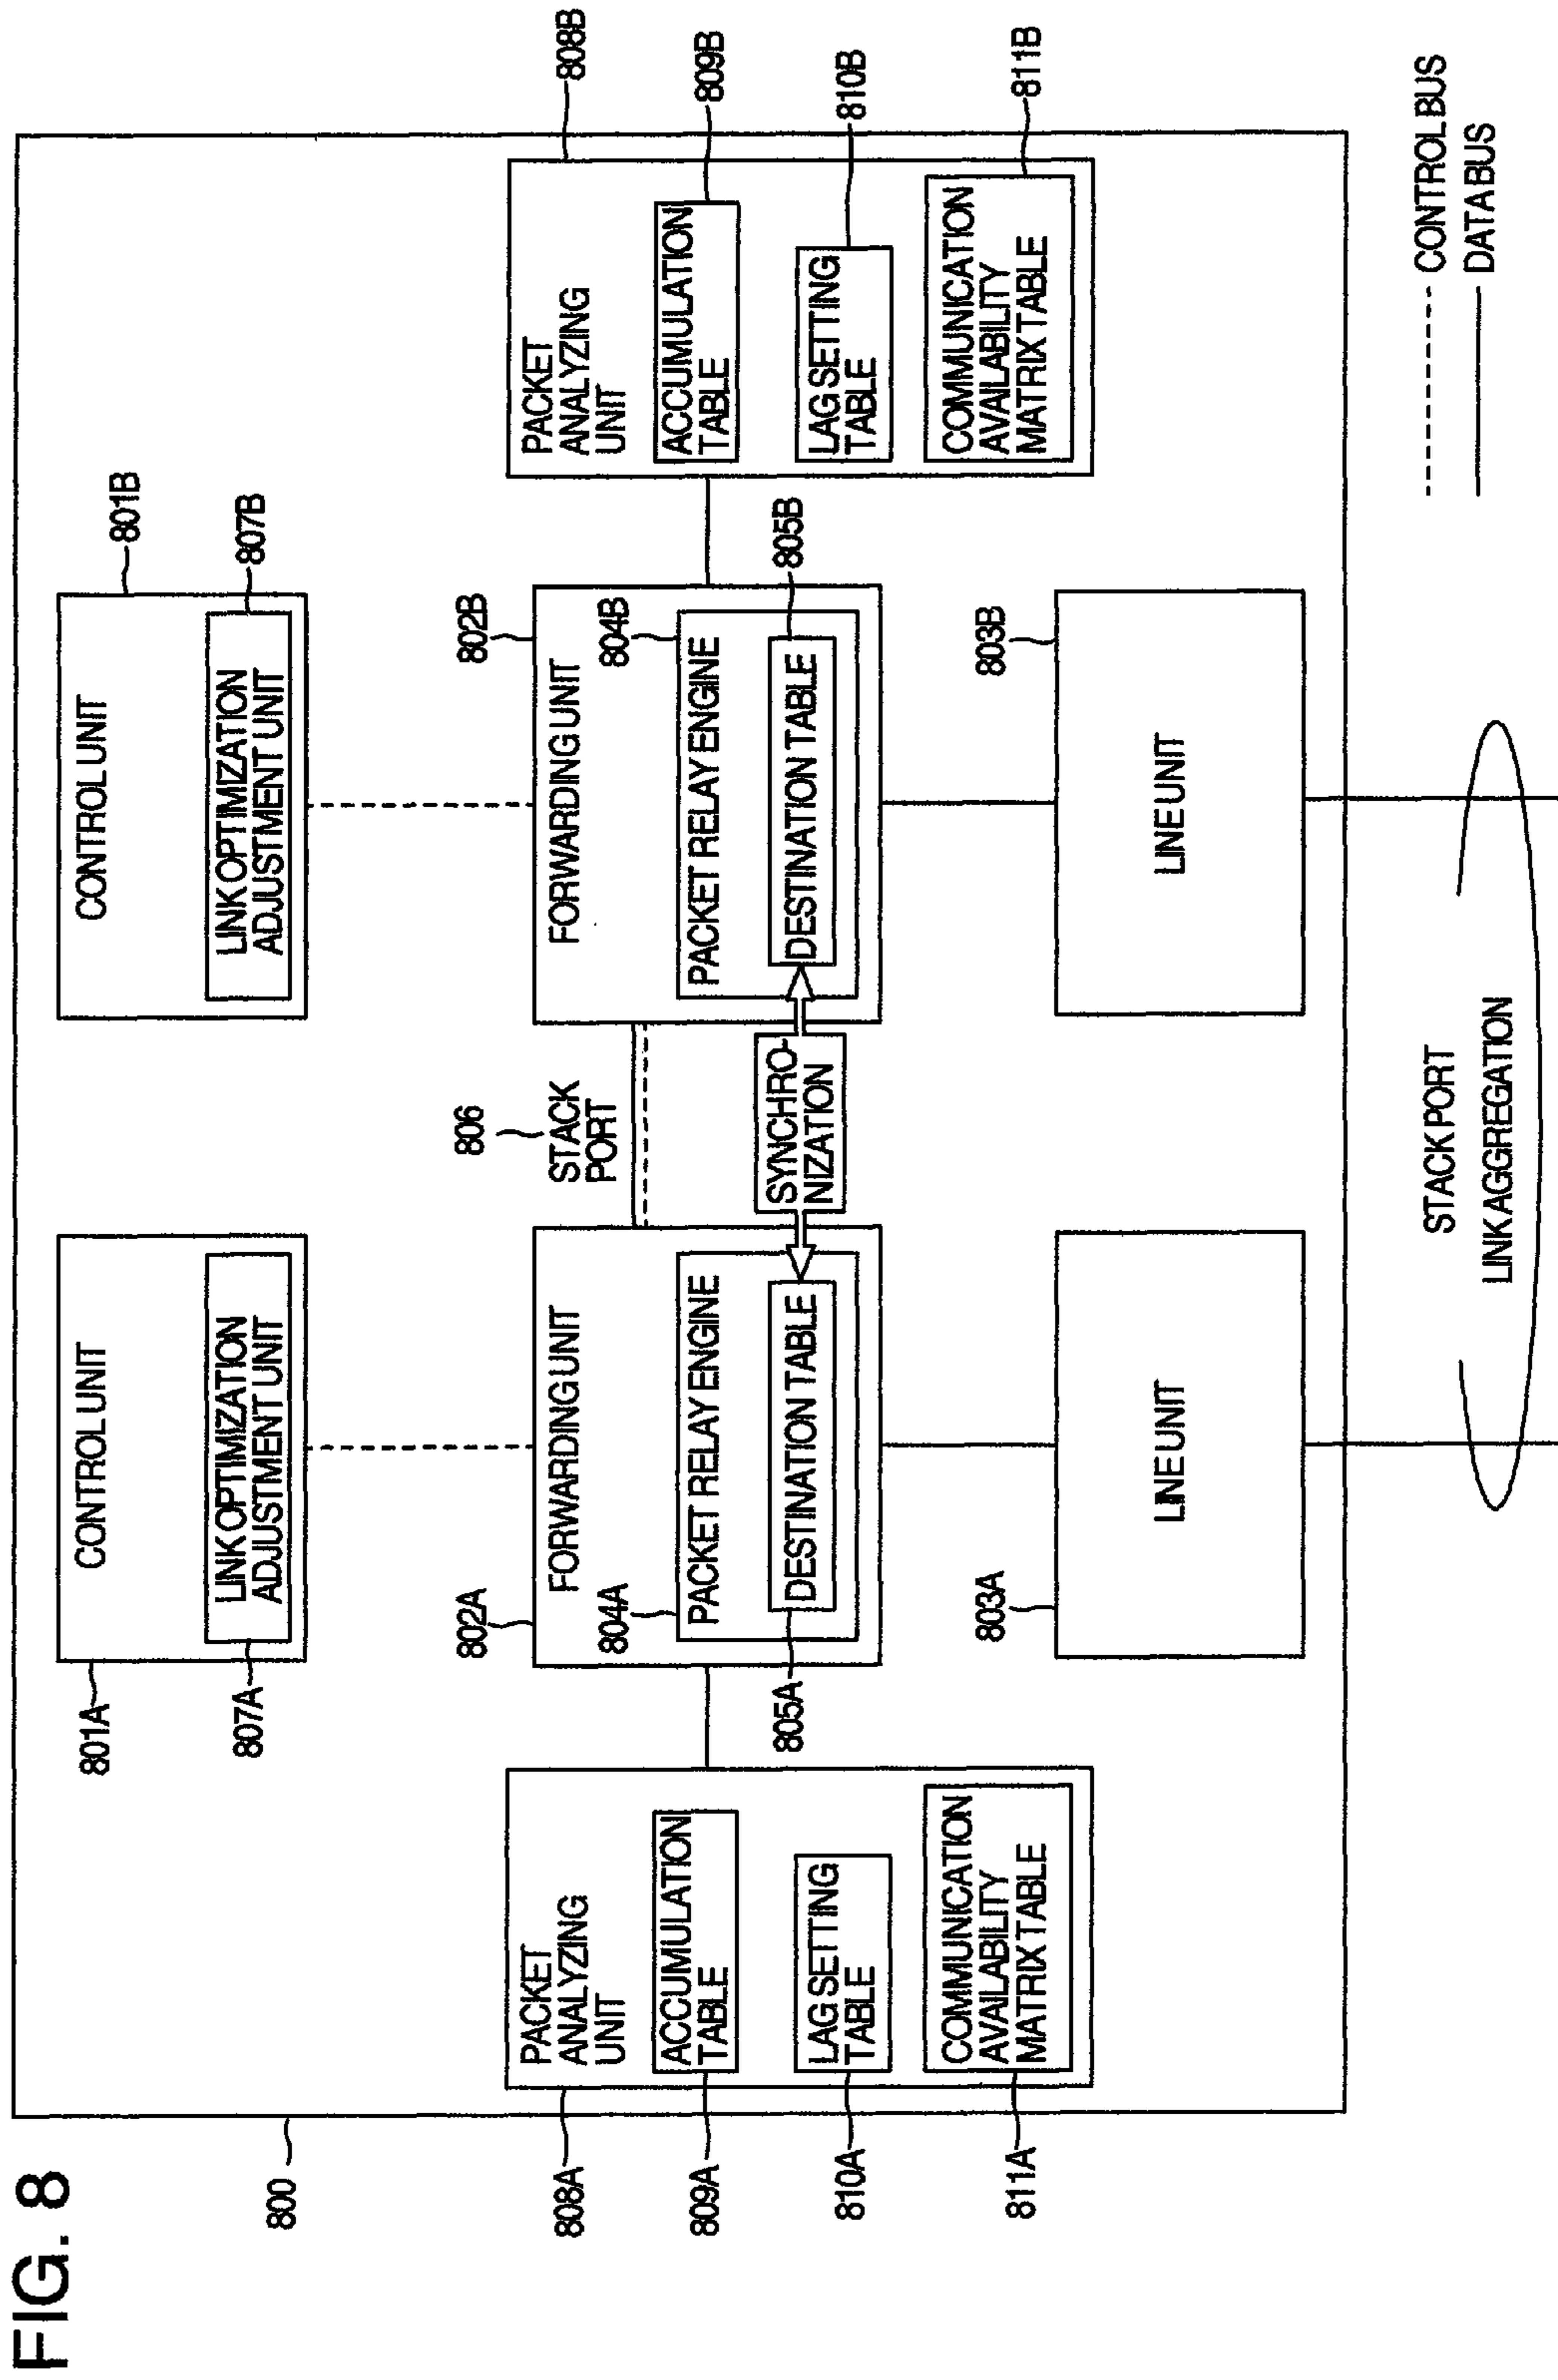 FIG. 8
800
801A
CONTROL UNIT
807A
LINK OPTIMIZATION
ADJUSTMENT UNIT
801B
CONTROL UNIT
807B
LINK OPTIMIZATION
ADJUSTMENT UNIT
808A
PACKET
ANALYZING
UNIT
809A
ACCUMULATION
TABLE
810A
LAG SETTING
TABLE
811A
COMMUNICATION
AVAILABILITY
MATRIX TABLE
802A
FORWARDING UNIT
804A
PACKET RELAY ENGINE
805A
DESTINATION TABLE
806
STACK
PORT
SYNCHRO-
NIZATION
802B
FORWARDING UNIT
804B
PACKET RELAY ENGINE
805B
DESTINATION TABLE
808B
PACKET
ANALYZING
UNIT
809B
ACCUMULATION
TABLE
810B
LAG SETTING
TABLE
811B
COMMUNICATION
AVAILABILITY
MATRIX TABLE
803A
LINE UNIT
803B
LINE UNIT
STACK PORT
LINK AGGREGATION
CONTROL BUS
DATA BUS